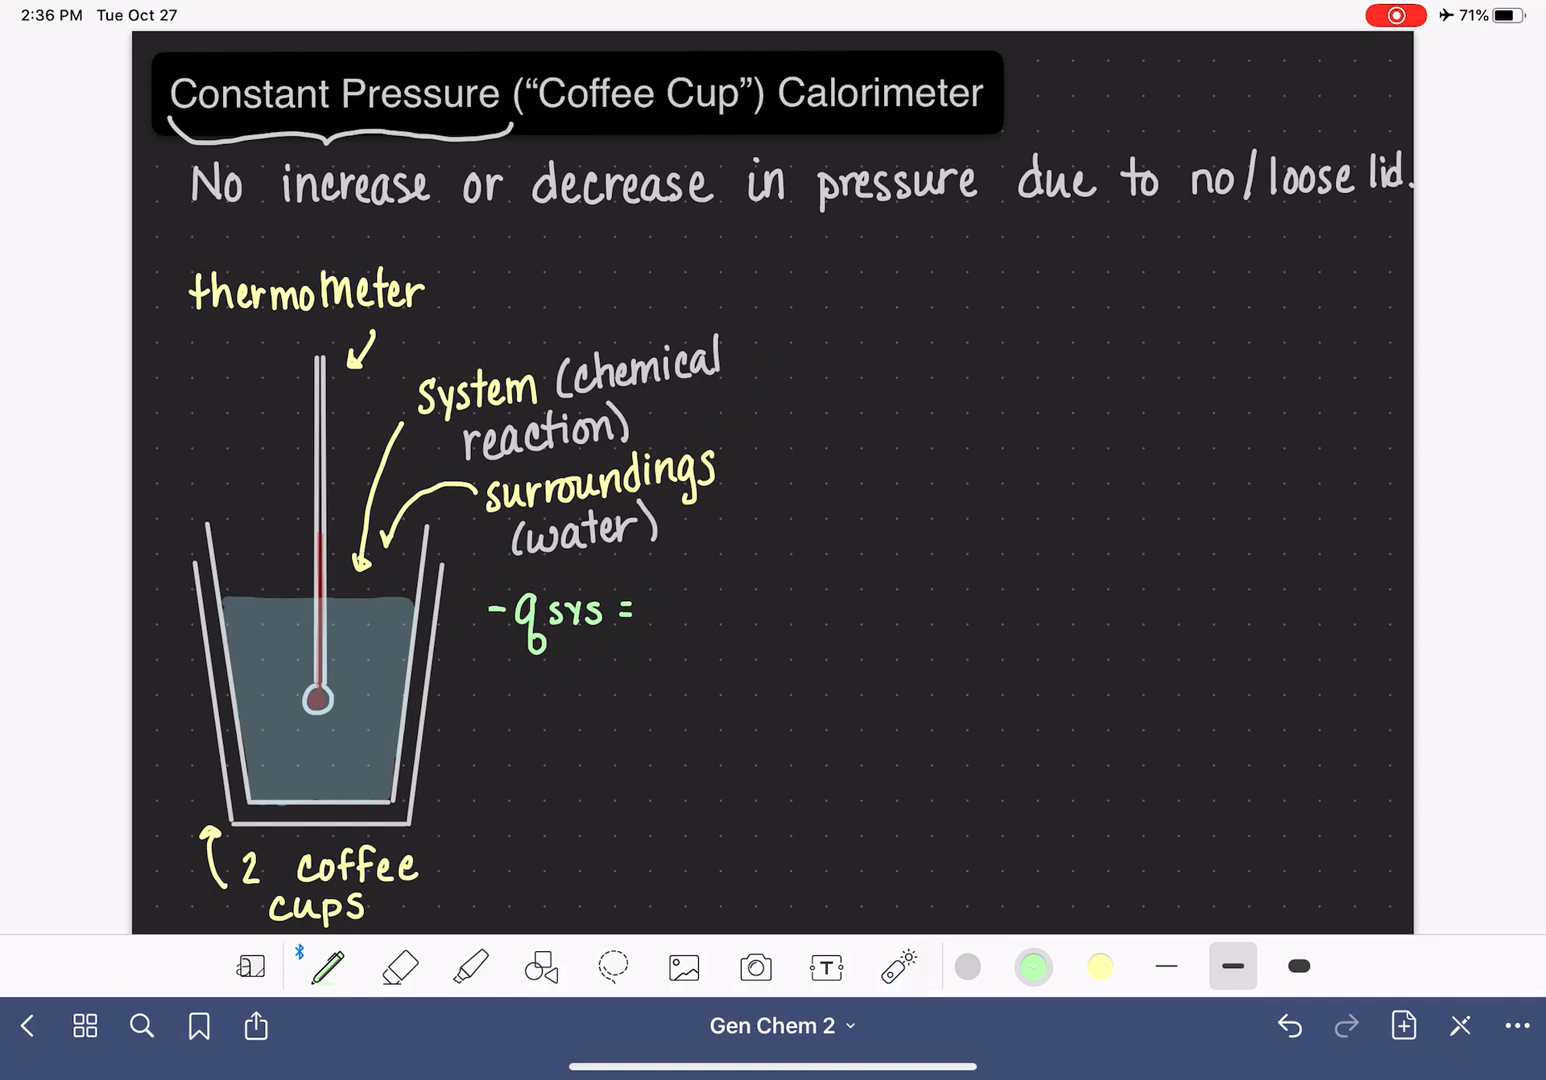 2:36 PM Tue Oct 27
71%
Constant Pressure (“Coffee Cup”) Calorimeter
No increase or decrease in pressure due to no/loose lid.
thermometer
System (chemical
reaction)
surroundings
(water)
-qsys =
2 coffee
cups
T
Gen Chem 2